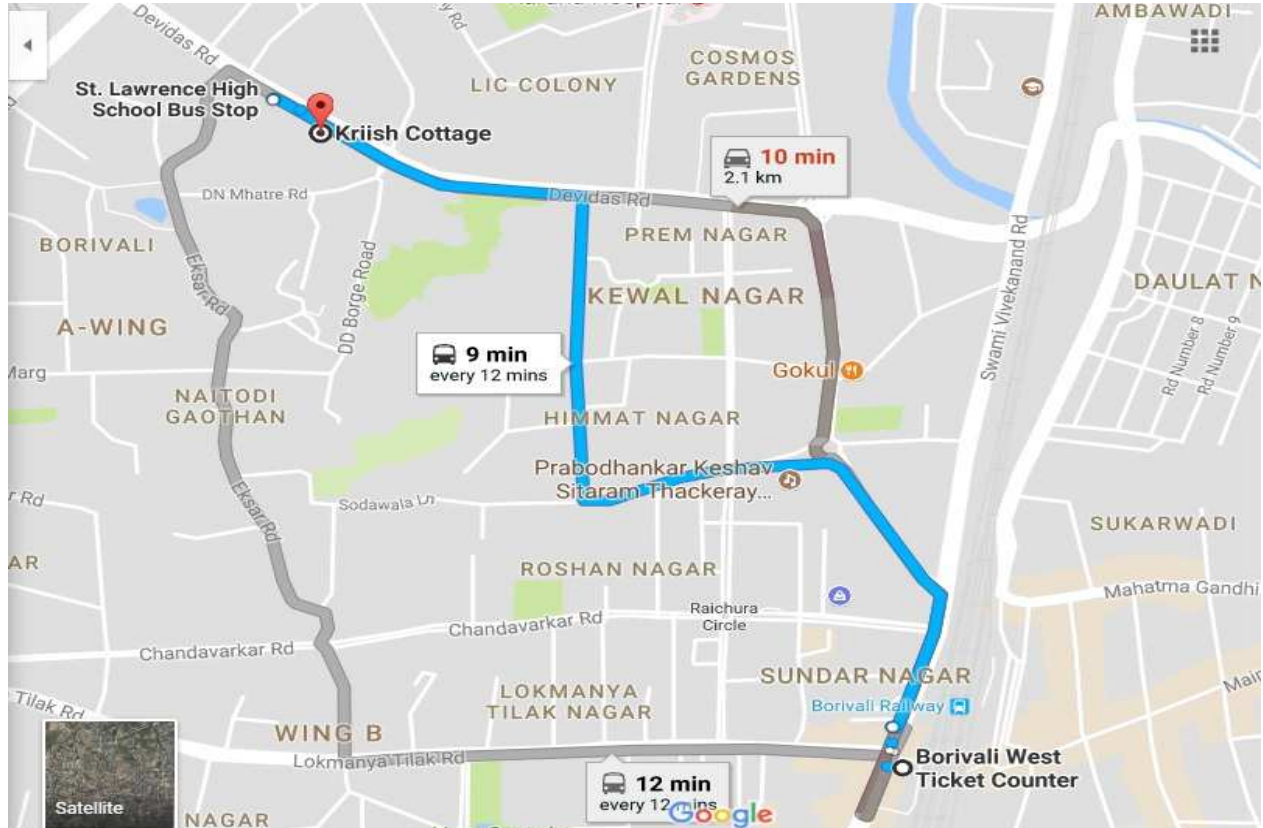 AMBAWADI
Devidas Rd
COSMOS
GARDENS
LIC COLONY
St. Lawrence High
School Bus Stop
Kriish Cottage
10 min
2.1 km
DN Mhatre Rd
Devidas Rd
PREM NAGAR
BORIVALI
Eksar Rd
DD Borge Road
KEWAL NAGAR
Swami Vivekanand Rd
DAULAT N
Rd Number 8
Rd Number 9
A-WING
9 min
every 12 mins
Marg
Gokul
NAITODI
GAOTHAN
HIMMAT NAGAR
Prabodhankar Keshav
Sitaram Thackeray...
r Rd
Eksar Rd
Sodawala Ln
SUKARWADI
AR
ROSHAN NAGAR
Mahatma Gandhi
Raichura
Circle
Chandavarkar Rd
Chandavarkar Rd
SUNDAR NAGAR
Main
LOKMANYA
TILAK NAGAR
Tilak Rd
Borivali Railway
WING B
Lokmanya Tilak Rd
Borivali West
Ticket Counter
12 min
every 12 mins
Google
Satellite
NAGAR